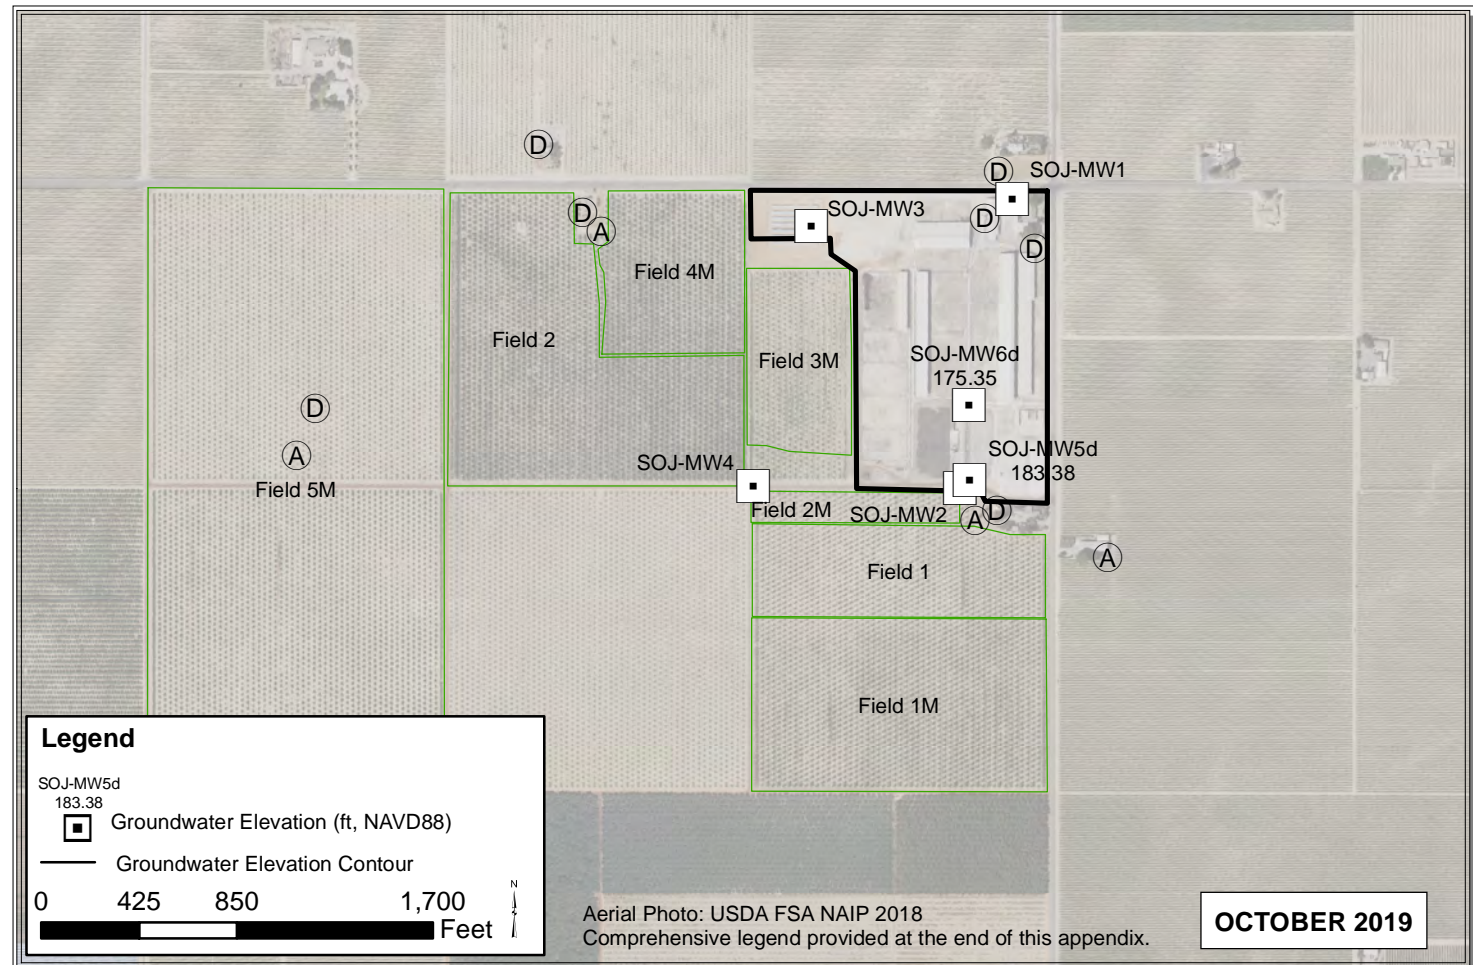 D
D
SOJ-MW1
D
A
SOJ-MW3
D
D
Field 4M
Field 2
Field 3M
SOJ-MW6d
175.35
D
A
Field 5M
SOJ-MW4
SOJ-MW5d
183.38
Field 2M
SOJ-MW2
A
D
A
Field 1
Field 1M
Legend
SOJ-MW5d
183.38
Groundwater Elevation (ft, NAVD88)
Groundwater Elevation Contour
0 425 850 1,700
Feet
N
Aerial Photo: USDA FSA NAIP 2018
Comprehensive legend provided at the end of this appendix.
OCTOBER 2019